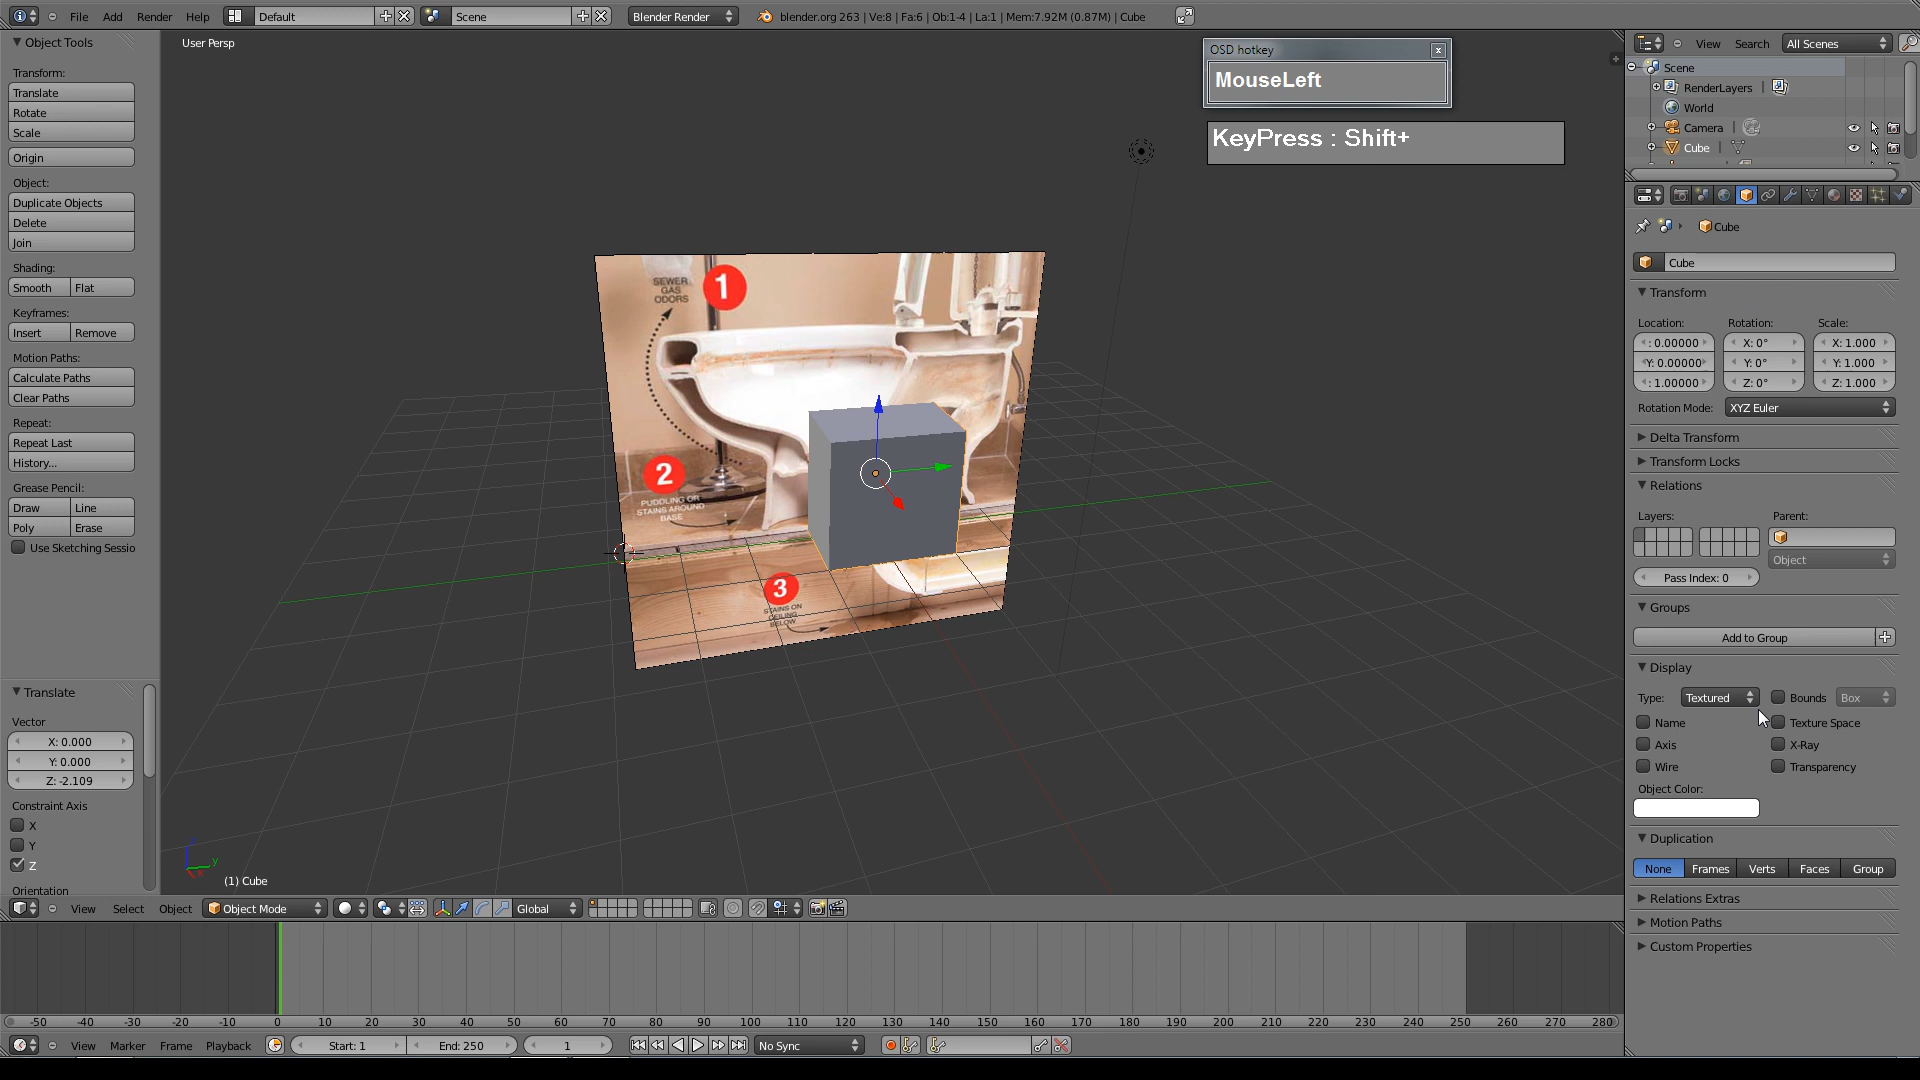 File Add Render Help Default Scene Blender Render blender.org 263 | Ve:8 | Fa:6 | Ob:1-4 | La:1 | Mem:7.92M (0.87M) | Cube
Object Tools
Transform:
Translate
Rotate
Scale
Origin
Object:
Duplicate Objects
Delete
Join
Shading:
Smooth Flat
Keyframes:
Insert Remove
Motion Paths:
Calculate Paths
Clear Paths
Repeat:
Repeat Last
History...
Grease Pencil:
Draw Line
Poly Erase
Use Sketching Sessio
Translate
Vector
X: 0.000
Y: 0.000
Z: -2.109
Constraint Axis
X
Y
Z
Orientation
User Persp
OSD hotkey x
MouseLeft
KeyPress : Shift+
SEWER
GAS
ODORS
1
2
PUDDLING OR
STAINS AROUND
BASE
3
STAINS ON
CEILING
BELOW
y
(1) Cube
View Select Object Object Mode Global
-50 -40 -30 -20 -10 0 10 20 30 40 50 60 70 80 90 100 110 120 130 140 150 160 170 180 190 200 210 220 230 240 250 260 270 280
View Marker Frame Playback Start: 1 End: 250 1 No Sync
View Search All Scenes
Scene
RenderLayers |
World
Camera |
Cube |
Cube
Cube
Transform
Location: Rotation: Scale:
: 0.00000 X: 0° X: 1.000
Y: 0.00000 Y: 0° Y: 1.000
: 1.00000 Z: 0° Z: 1.000
Rotation Mode: XYZ Euler
Delta Transform
Transform Locks
Relations
Layers: Parent:
Object
Pass Index: 0
Groups
Add to Group
Display
Type: Textured Bounds Box
Name Texture Space
Axis X-Ray
Wire Transparency
Object Color:
Duplication
None Frames Verts Faces Group
Relations Extras
Motion Paths
Custom Properties